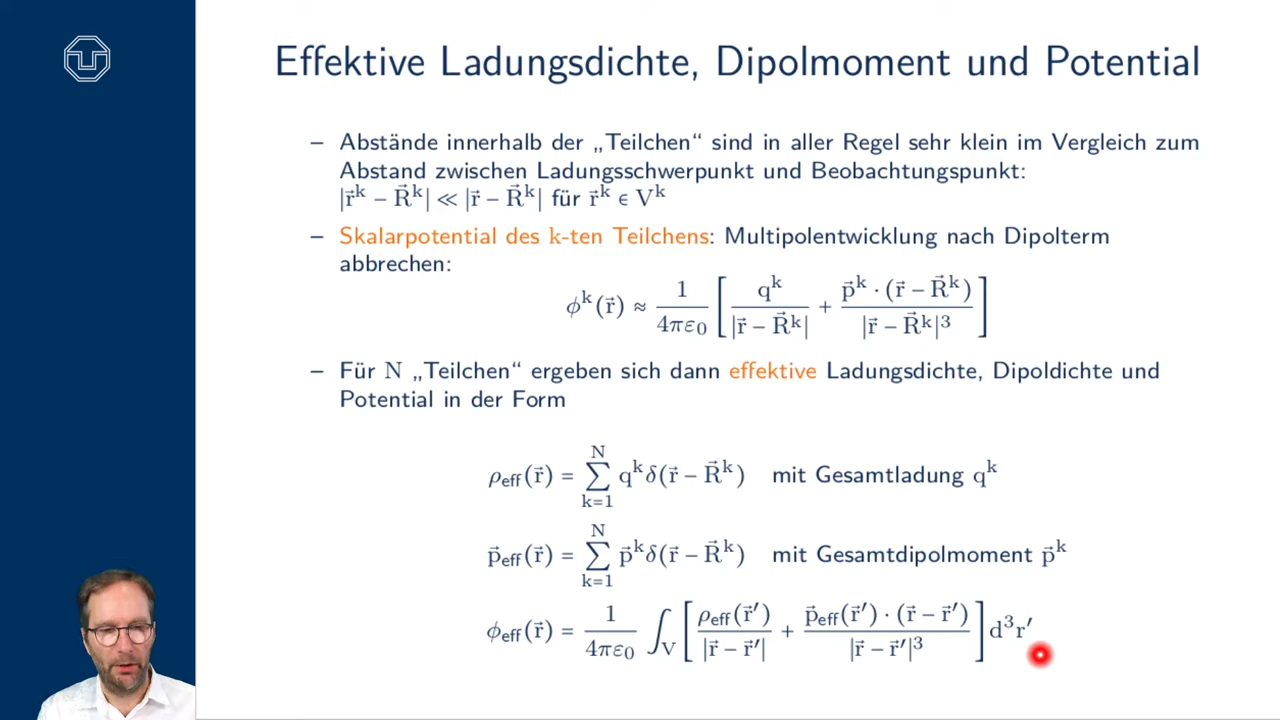 Effektive Ladungsdichte, Dipolmoment und Potential
– Abstände innerhalb der „Teilchen“ sind in aller Regel sehr klein im Vergleich zum
Abstand zwischen Ladungsschwerpunkt und Beobachtungspunkt:
|r⃗ᵏ – R⃗ᵏ| ≪ |r⃗ – R⃗ᵏ| für r⃗ᵏ ∈ Vᵏ
– Skalarpotential des k-ten Teilchens: Multipolentwicklung nach Dipolterm
abbrechen:
ϕᵏ(r⃗) ≈ 1/(4πε₀) [ qᵏ/|r⃗ – R⃗ᵏ| + p⃗ᵏ · (r⃗ – R⃗ᵏ)/|r⃗ – R⃗ᵏ|³ ]
– Für N „Teilchen“ ergeben sich dann effektive Ladungsdichte, Dipoldichte und
Potential in der Form
ρ_eff(r⃗) = ∑_{k=1}^{N} qᵏδ(r⃗ – R⃗ᵏ) mit Gesamtladung qᵏ
p⃗_eff(r⃗) = ∑_{k=1}^{N} p⃗ᵏδ(r⃗ – R⃗ᵏ) mit Gesamtdipolmoment p⃗ᵏ
ϕ_eff(r⃗) = 1/(4πε₀) ∫_V [ ρ_eff(r⃗′)/|r⃗ – r⃗′| + p⃗_eff(r⃗′) · (r⃗ – r⃗′)/|r⃗ – r⃗′|³ ] d³r′